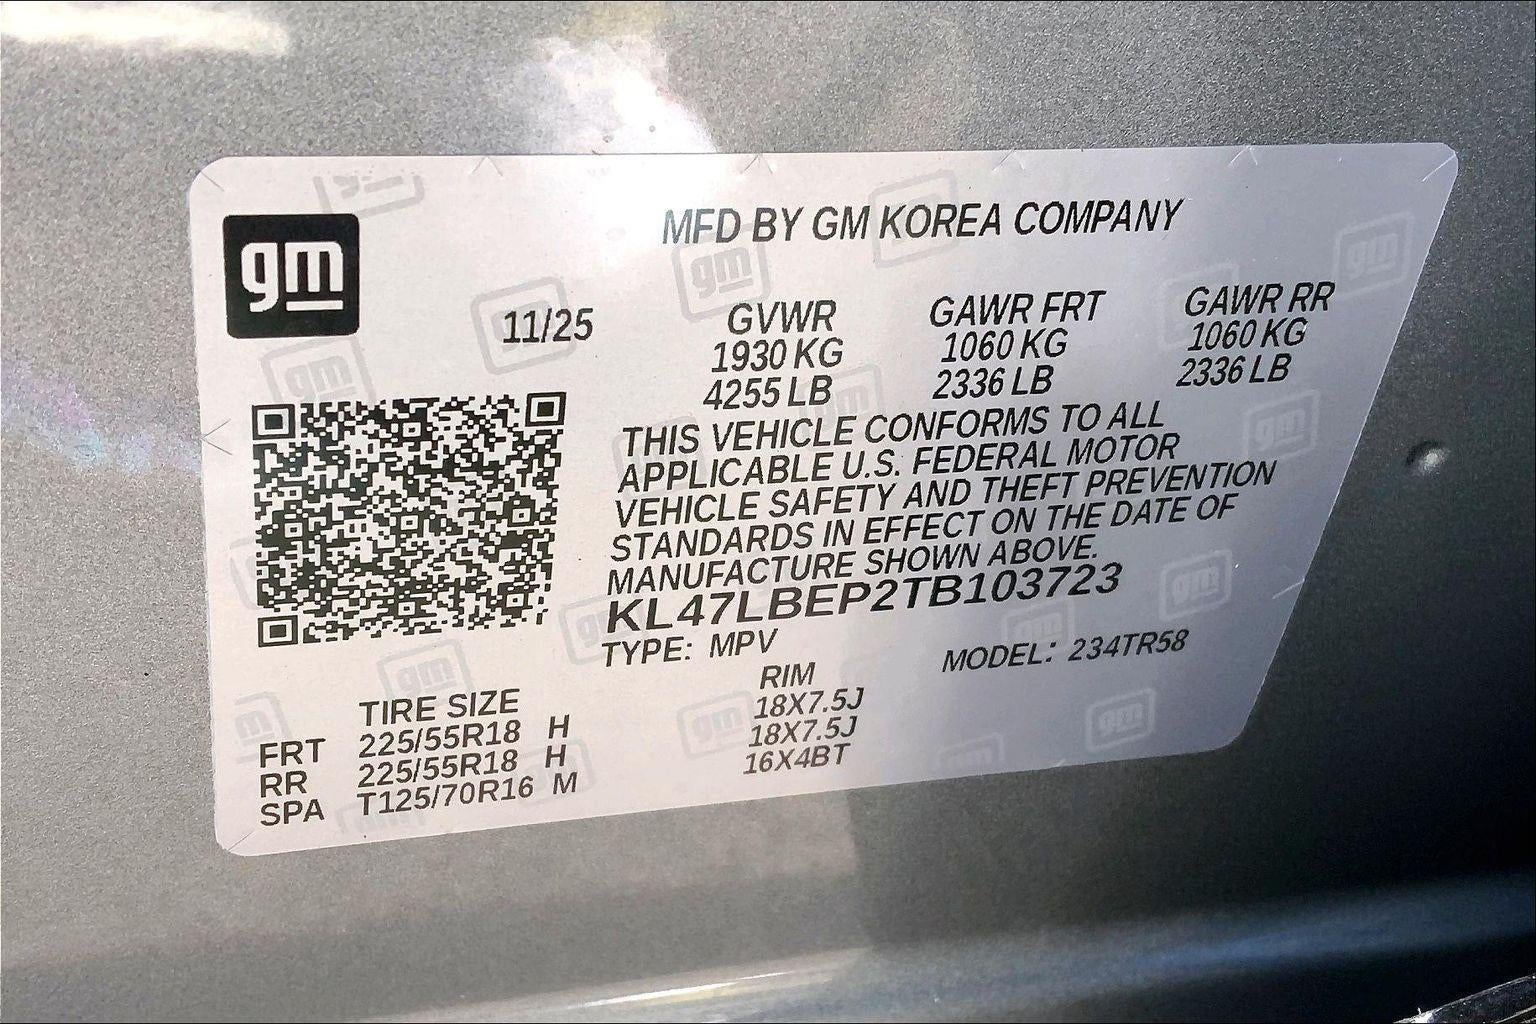 gm
MFD BY GM KOREA COMPANY
11/25
GVWR GAWR FRT GAWR RR
1930 KG 1060 KG 1060 KG
4255 LB 2336 LB 2336 LB
THIS VEHICLE CONFORMS TO ALL
APPLICABLE U.S. FEDERAL MOTOR
VEHICLE SAFETY AND THEFT PREVENTION
STANDARDS IN EFFECT ON THE DATE OF
MANUFACTURE SHOWN ABOVE.
KL47LBEP2TB103723
TYPE: MPV MODEL: 234TR58
TIRE SIZE RIM
FRT 225/55R18 H 18X7.5J
RR 225/55R18 H 18X7.5J
SPA T125/70R16 M 16X4BT